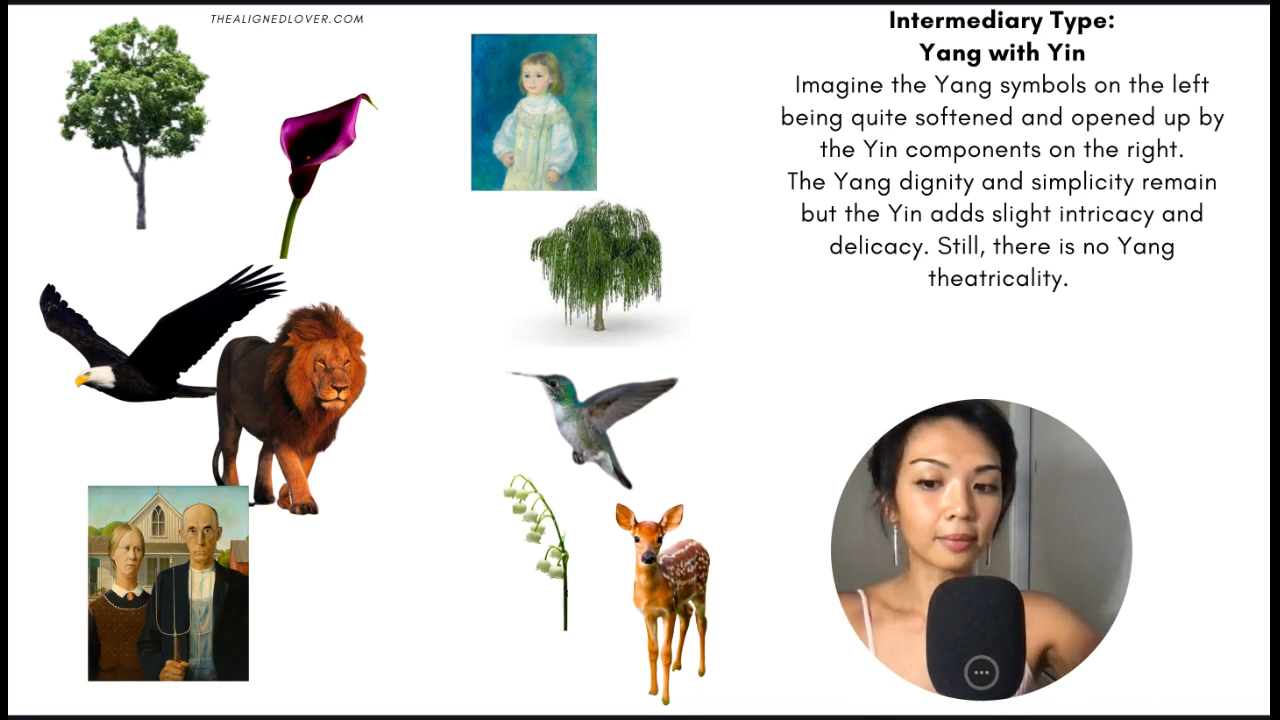 THEALIGNEDLOVER.COM
Intermediary Type:
Yang with Yin
Imagine the Yang symbols on the left
being quite softened and opened up by
the Yin components on the right.
The Yang dignity and simplicity remain
but the Yin adds slight intricacy and
delicacy. Still, there is no Yang
theatricality.